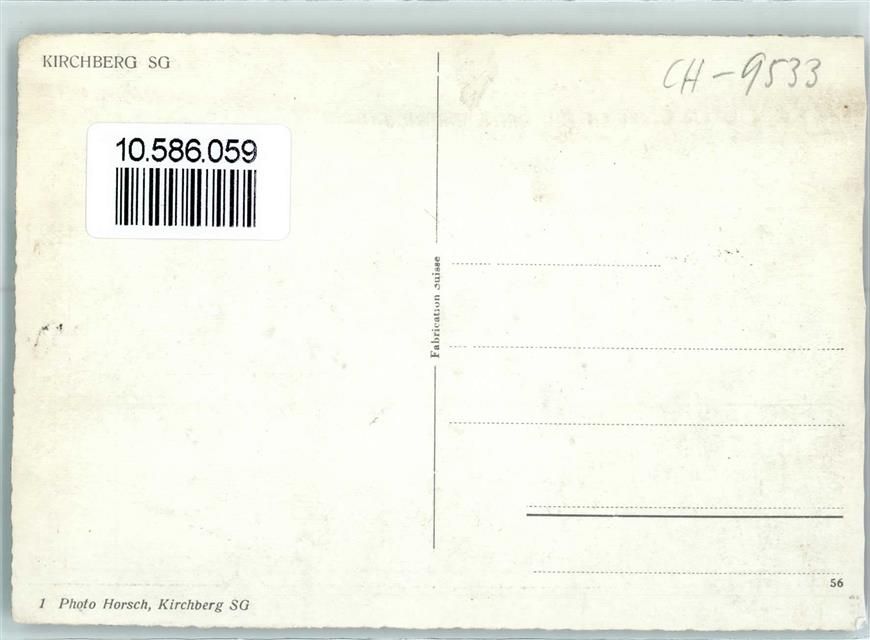 KIRCHBERG SG
CH-9533
10.586.059
Fabrication Suisse
56
1 Photo Horsch, Kirchberg SG